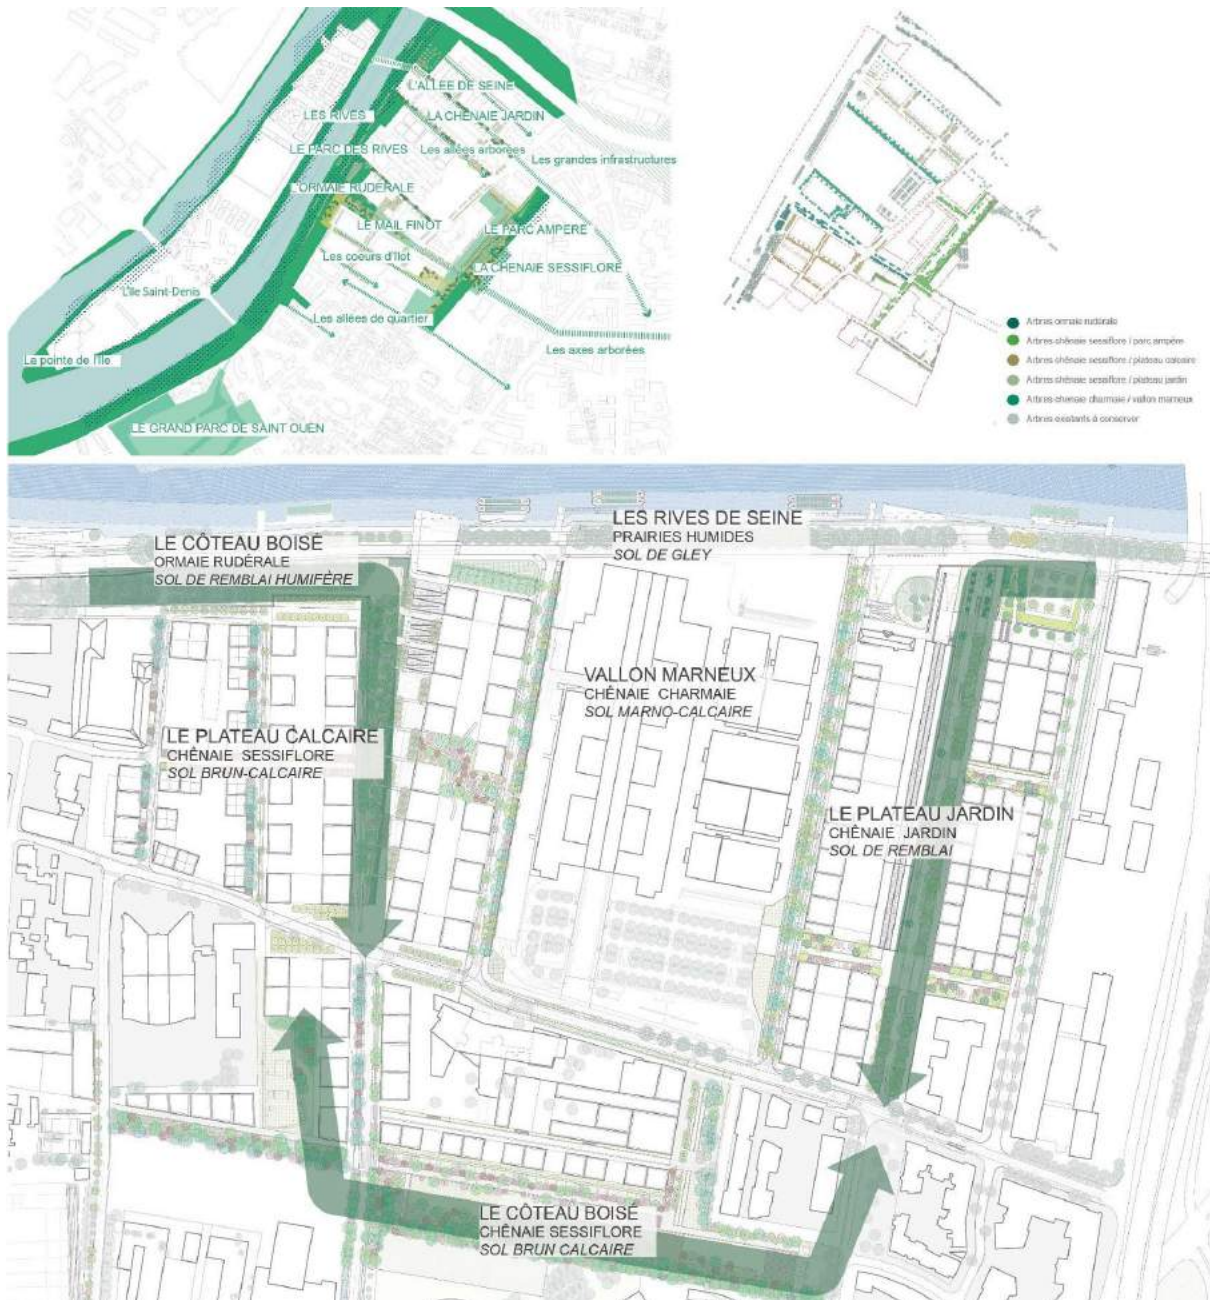 L'ALLEE DE SEINE
LES RIVES
LA CHENAIE JARDIN
LE PARC DES RIVES
Les allées arborées
Les grandes infrastructures
L'ORMAIE RUDERALE
LE MAIL FINOT
LE PARC AMPERE
Les coeurs d'îlot
LA CHENAIE SESSIFLORE
L'île Saint-Denis
Les allées de quartier
Les axes arborées
La pointe de l'île
LE GRAND PARC DE SAINT OUEN
Arbres ormaie rudérale
Arbres chênaie sessiflore / parc ampère
Arbres chênaie sessiflore / plateau calcaire
Arbres chênaie sessiflore / plateau jardin
Arbres chenaie charmaie / vallon marneux
Arbres existants à conserver
LE CÔTEAU BOISÉ
ORMAIE RUDÉRALE
SOL DE REMBLAI HUMIFÈRE
LES RIVES DE SEINE
PRAIRIES HUMIDES
SOL DE GLEY
VALLON MARNEUX
CHÊNAIE CHARMAIE
SOL MARNO-CALCAIRE
LE PLATEAU CALCAIRE
CHÊNAIE SESSIFLORE
SOL BRUN-CALCAIRE
LE PLATEAU JARDIN
CHÊNAIE JARDIN
SOL DE REMBLAI
LE CÔTEAU BOISÉ
CHÊNAIE SESSIFLORE
SOL BRUN CALCAIRE